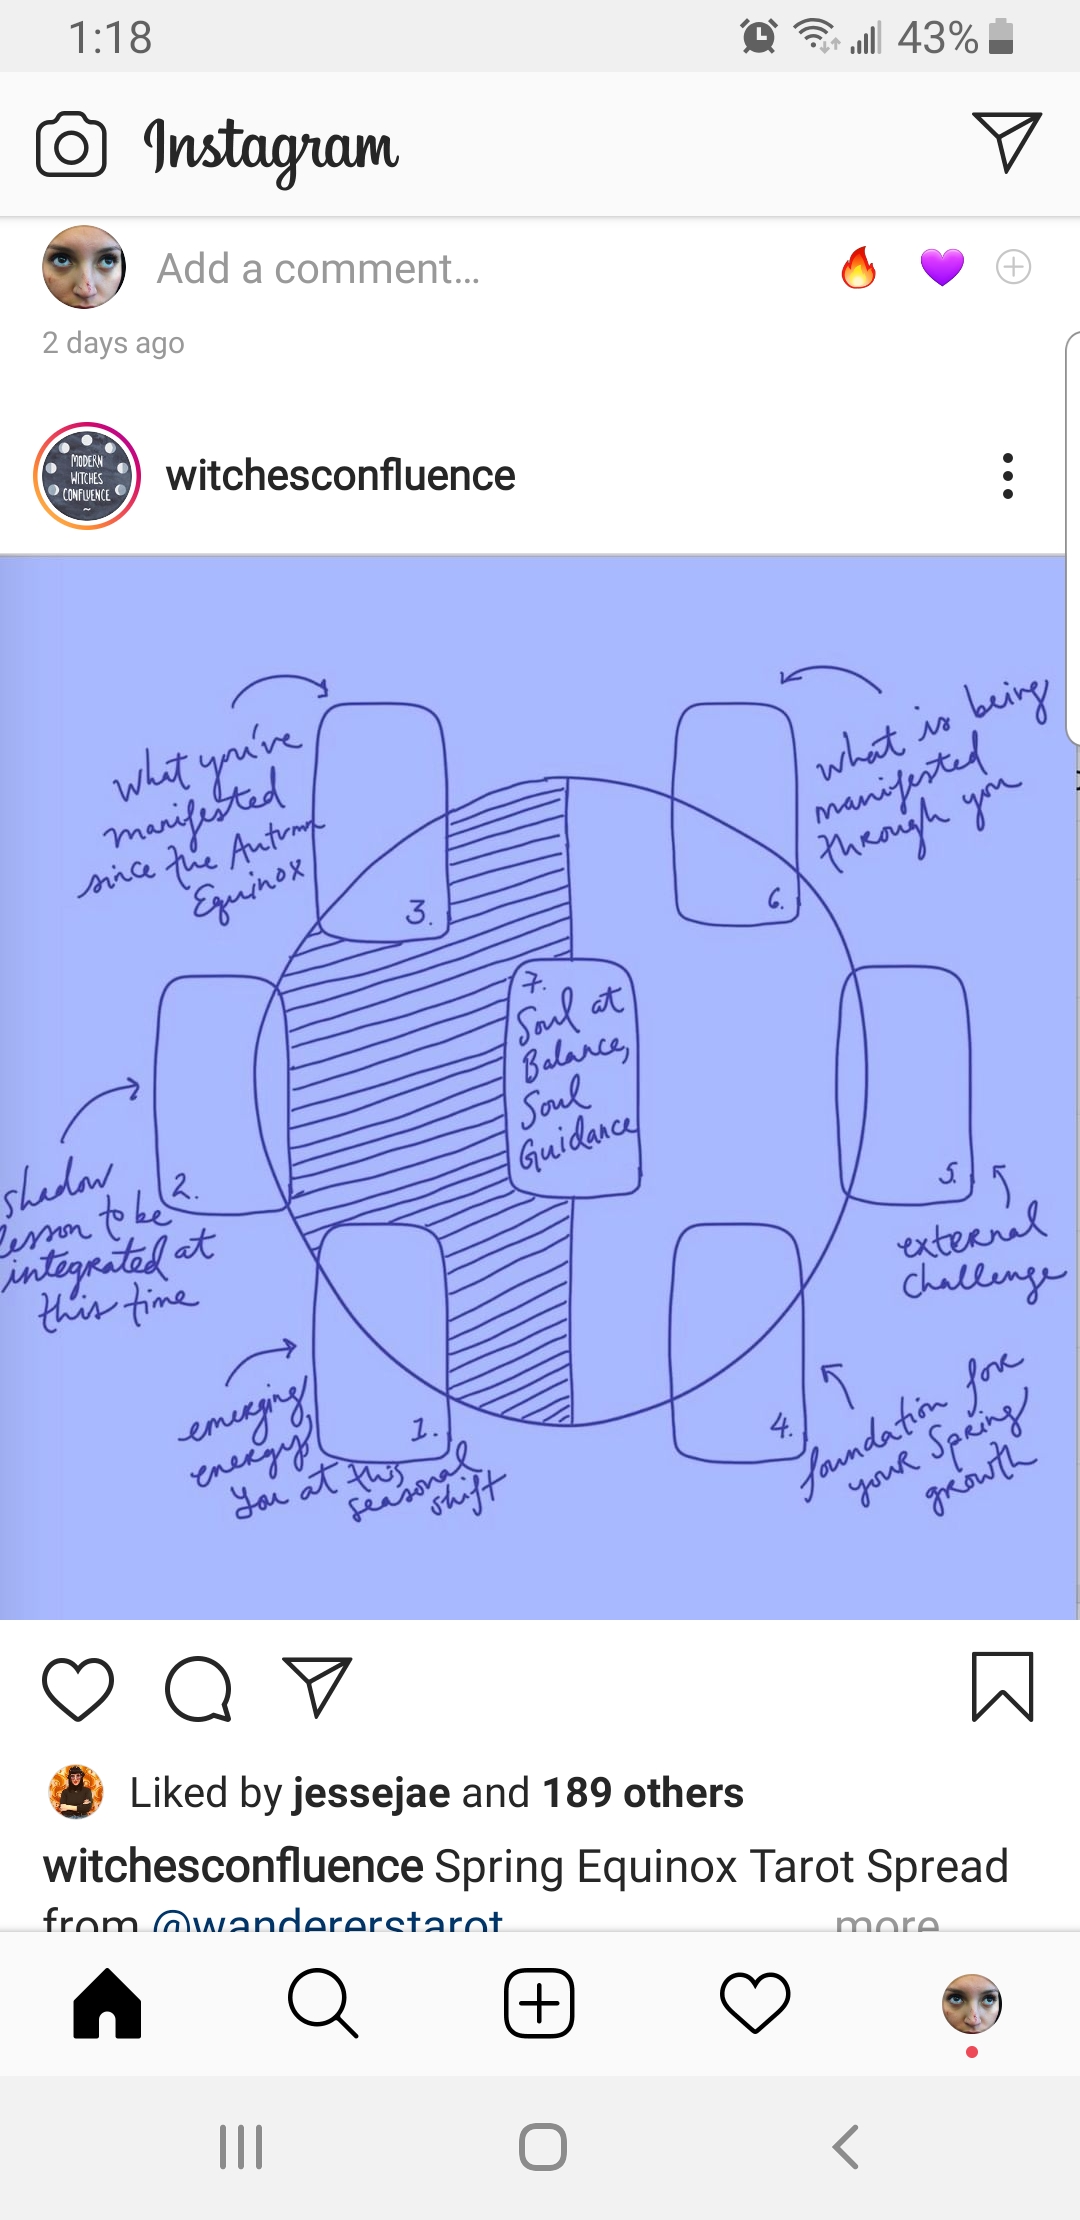 1:18
43%
Instagram
Add a comment...
2 days ago
MODERN
WITCHES
CONFLUENCE
~
witchesconfluence
what you've
manifested
since the Autumn
Equinox
3.
what is being
manifested
through you
6.
7.
Soul at
Balance,
Soul
Guidance
shadow
lesson to be
integrated at
this time
2.
5.
external
challenge
emerging
energy,
you at this
seasonal
shift
1.
4.
foundation for
your Spring
growth
Liked by jessejae and 189 others
witchesconfluence Spring Equinox Tarot Spread
from @wandererstarot
more